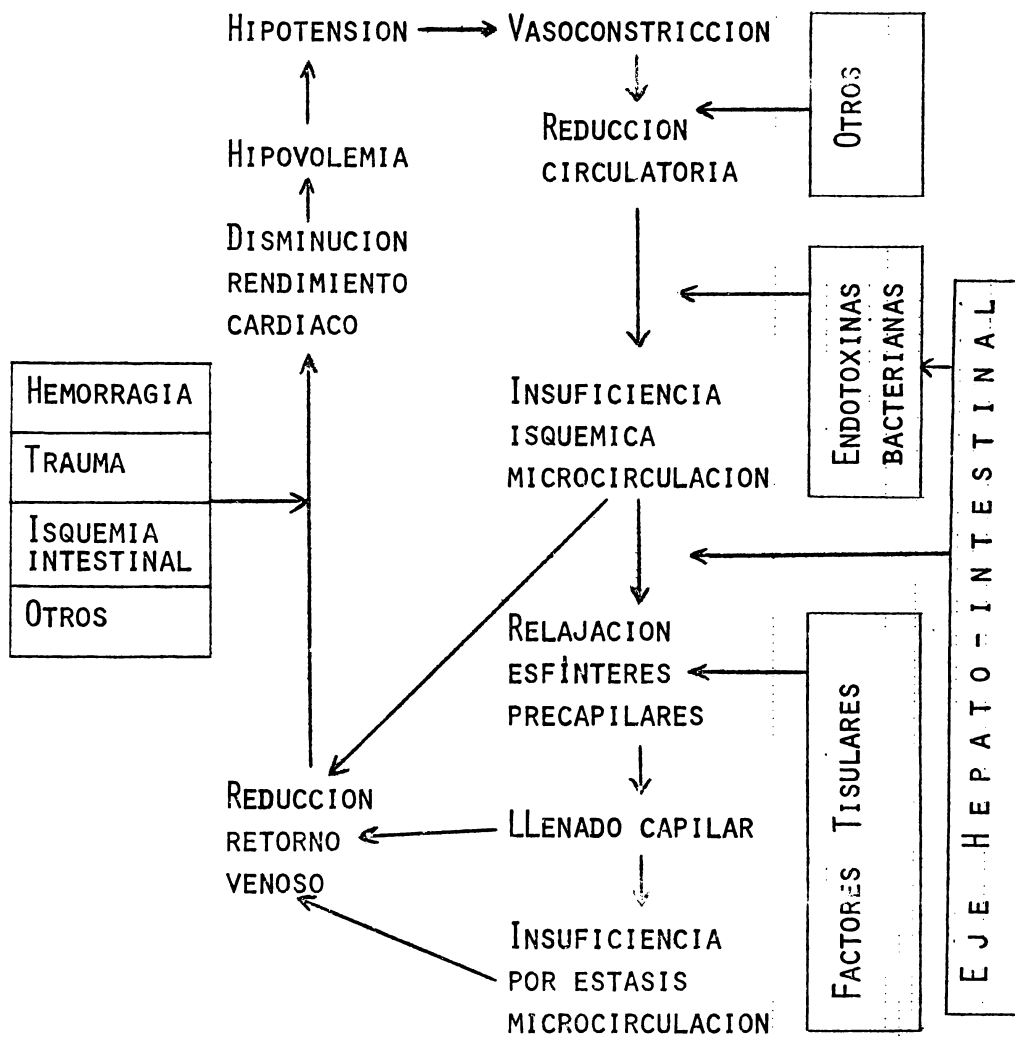 HIPOTENSION
VASOCONSTRICCION
OTROS
REDUCCION
CIRCULATORIA
HIPOVOLEMIA
DISMINUCION
RENDIMIENTO
CARDIACO
ENDOTOXINAS
BACTERIANAS
EJE HEPATO-INTESTINAL
HEMORRAGIA
TRAUMA
ISQUEMIA
INTESTINAL
OTROS
INSUFICIENCIA
ISQUEMICA
MICROCIRCULACION
RELAJACION
ESFÍNTERES
PRECAPILARES
FACTORES TISULARES
REDUCCION
RETORNO
VENOSO
LLENADO CAPILAR
INSUFICIENCIA
POR ESTASIS
MICROCIRCULACION